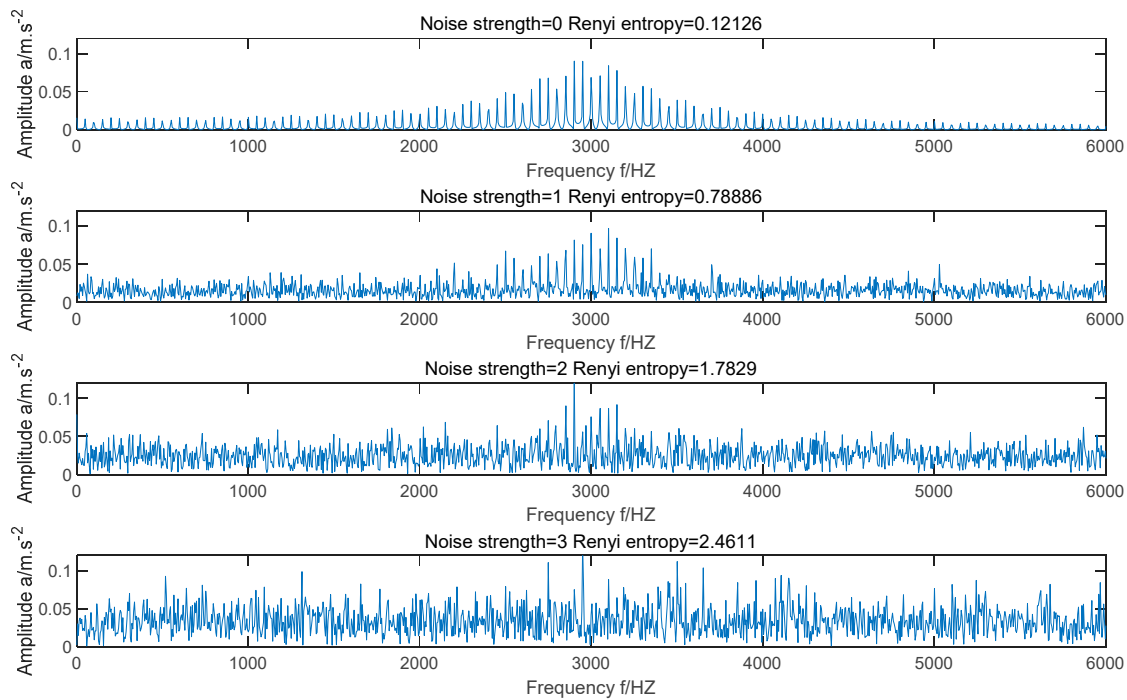 Noise strength=0 Renyi entropy=0.12126
Amplitude a/m.s-2
0.1
0.05
0
0 1000 2000 3000 4000 5000 6000
Frequency f/HZ
Noise strength=1 Renyi entropy=0.78886
Amplitude a/m.s-2
0.1
0.05
0
0 1000 2000 3000 4000 5000 6000
Frequency f/HZ
Noise strength=2 Renyi entropy=1.7829
Amplitude a/m.s-2
0.1
0.05
0
0 1000 2000 3000 4000 5000 6000
Frequency f/HZ
Noise strength=3 Renyi entropy=2.4611
Amplitude a/m.s-2
0.1
0.05
0
0 1000 2000 3000 4000 5000 6000
Frequency f/HZ